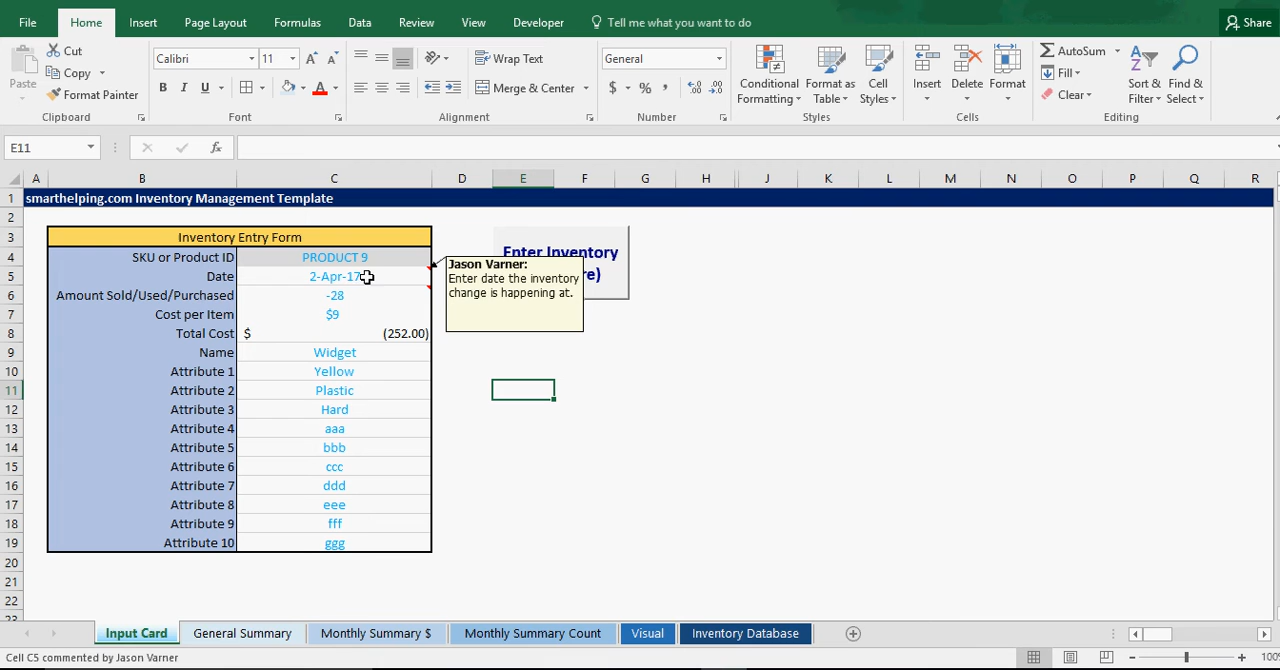 File Home Insert Page Layout Formulas Data Review View Developer Tell me what you want to do Share
Paste Cut Copy Format Painter Clipboard
Calibri 11 A A B I U A Font
Wrap Text Merge & Center Alignment
General $ % , .00 Number
Conditional Formatting Format as Table Cell Styles Styles
Insert Delete Format Cells
AutoSum Fill Clear Sort & Filter Find & Select Editing
E11 fx
A B C D E F G H J K L M N O P Q R
1 smarthelping.com Inventory Management Template
2
3 Inventory Entry Form
4 SKU or Product ID PRODUCT 9 Enter Inventory
5 Date 2-Apr-17
Jason Varner:
Enter date the inventory
change is happening at.
6 Amount Sold/Used/Purchased -28
7 Cost per Item $9
8 Total Cost $ (252.00)
9 Name Widget
10 Attribute 1 Yellow
11 Attribute 2 Plastic
12 Attribute 3 Hard
13 Attribute 4 aaa
14 Attribute 5 bbb
15 Attribute 6 ccc
16 Attribute 7 ddd
17 Attribute 8 eee
18 Attribute 9 fff
19 Attribute 10 ggg
20
21
22
Input Card General Summary Monthly Summary $ Monthly Summary Count Visual Inventory Database
Cell C5 commented by Jason Varner